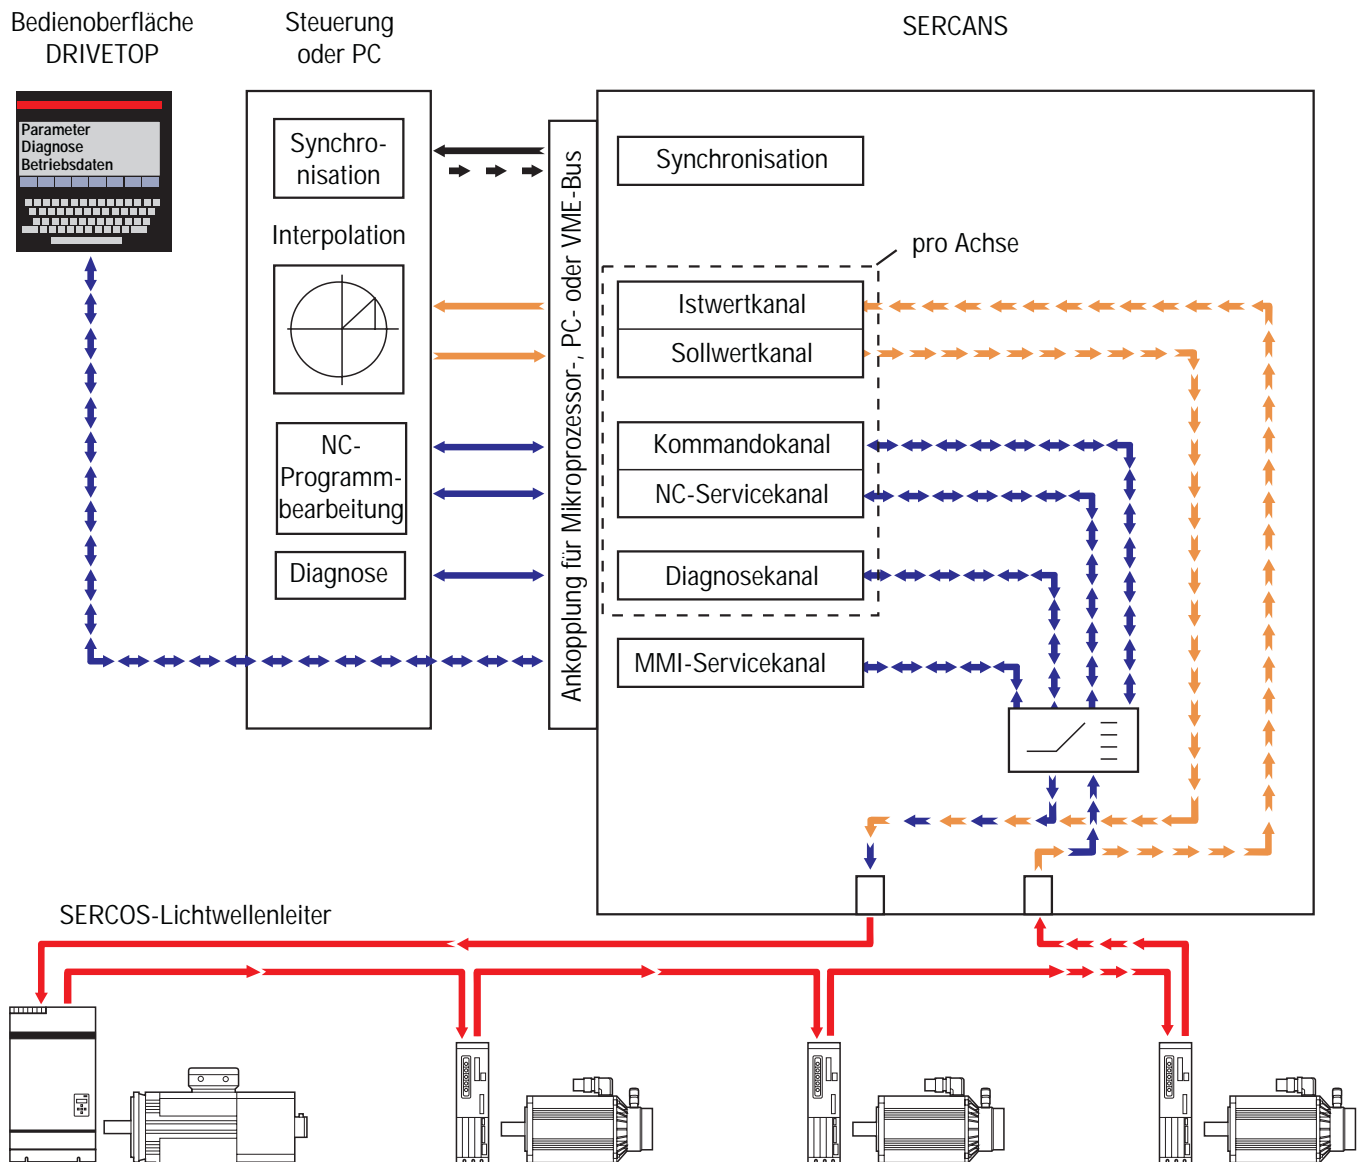 Bedienoberfläche
DRIVETOP
Steuerung
oder PC
SERCANS
Parameter
Diagnose
Betriebsdaten
Synchro-
nisation
Interpolation
NC-
Programm-
bearbeitung
Diagnose
Ankopplung für Mikroprozessor-, PC- oder VME-Bus
Synchronisation
pro Achse
Istwertkanal
Sollwertkanal
Kommandokanal
NC-Servicekanal
Diagnosekanal
MMI-Servicekanal
SERCOS-Lichtwellenleiter